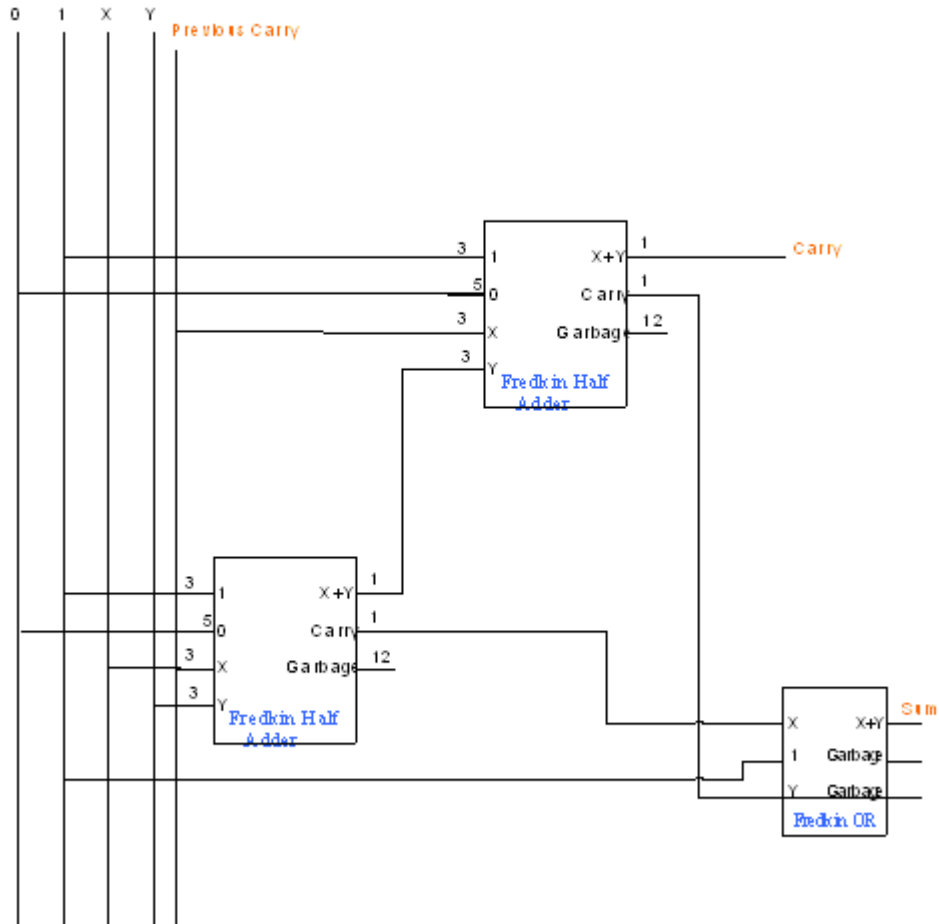 0 1 X Y
Previous Carry
3 1 X+Y 1 Carry
5 0 Carry 1
3 X Garbage 12
3 Y
Fredkin Half
Adder
3 1 X+Y 1
5 0 Carry 1
3 X Garbage 12
3 Y
Fredkin Half
Adder
Sum
X X+Y
1 Garbage
Y Garbage
Fredkin OR